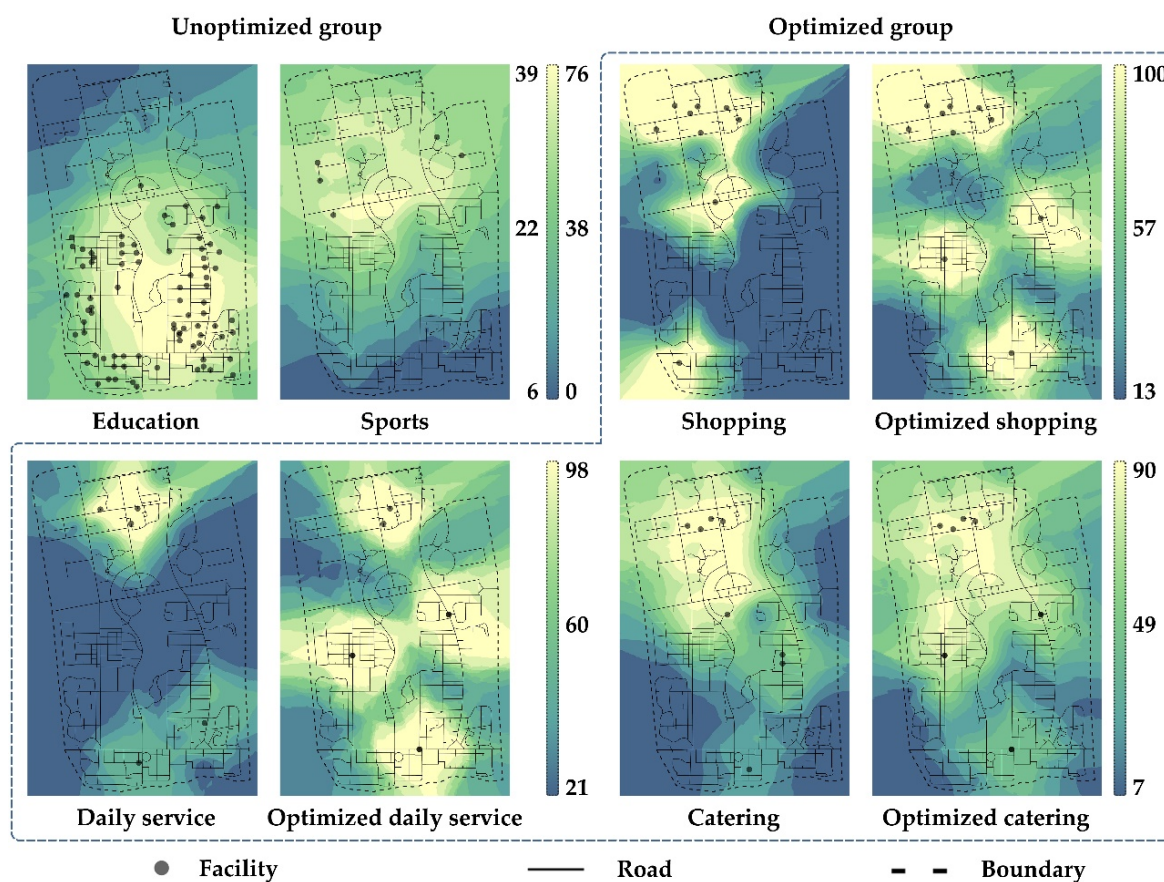 Unoptimized group
Optimized group
39 76
22 38
6 0
100
57
13
Education
Sports
Shopping
Optimized shopping
98
60
21
90
49
7
Daily service
Optimized daily service
Catering
Optimized catering
Facility
Road
Boundary